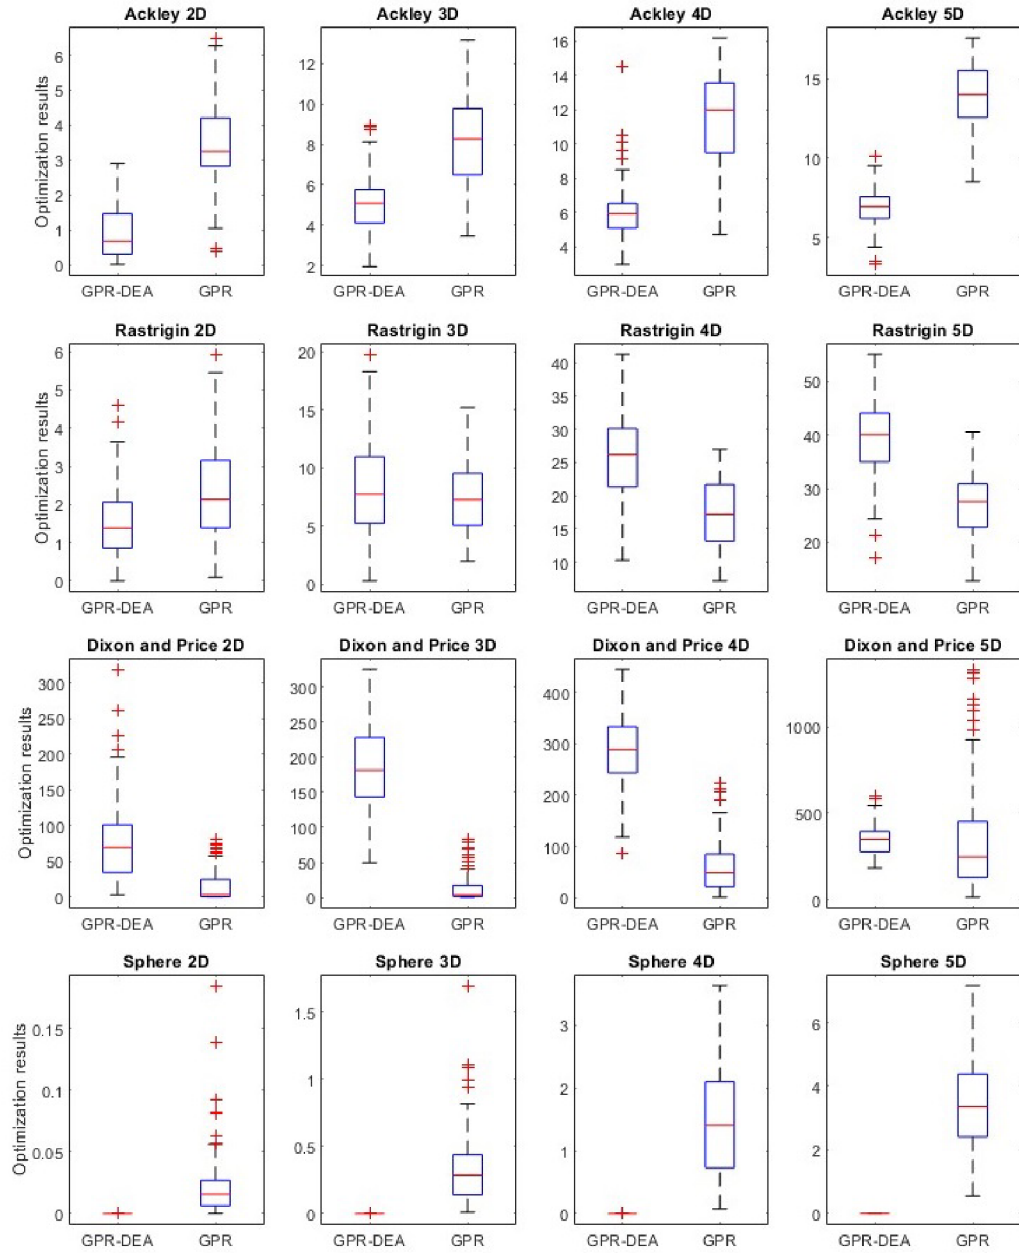 Ackley 2D
Ackley 3D
Ackley 4D
Ackley 5D
Optimization results
6
5
4
3
2
1
0
12
10
8
6
4
2
16
14
12
10
8
6
4
15
10
5
GPR-DEA GPR
GPR-DEA GPR
GPR-DEA GPR
GPR-DEA GPR
Rastrigin 2D
Rastrigin 3D
Rastrigin 4D
Rastrigin 5D
Optimization results
6
5
4
3
2
1
0
20
15
10
5
0
40
35
30
25
20
15
10
50
40
30
20
GPR-DEA GPR
GPR-DEA GPR
GPR-DEA GPR
GPR-DEA GPR
Dixon and Price 2D
Dixon and Price 3D
Dixon and Price 4D
Dixon and Price 5D
Optimization results
300
250
200
150
100
50
0
300
250
200
150
100
50
0
400
300
200
100
0
1000
500
0
GPR-DEA GPR
GPR-DEA GPR
GPR-DEA GPR
GPR-DEA GPR
Sphere 2D
Sphere 3D
Sphere 4D
Sphere 5D
Optimization results
0.15
0.1
0.05
0
1.5
1
0.5
0
3
2
1
0
6
4
2
0
GPR-DEA GPR
GPR-DEA GPR
GPR-DEA GPR
GPR-DEA GPR